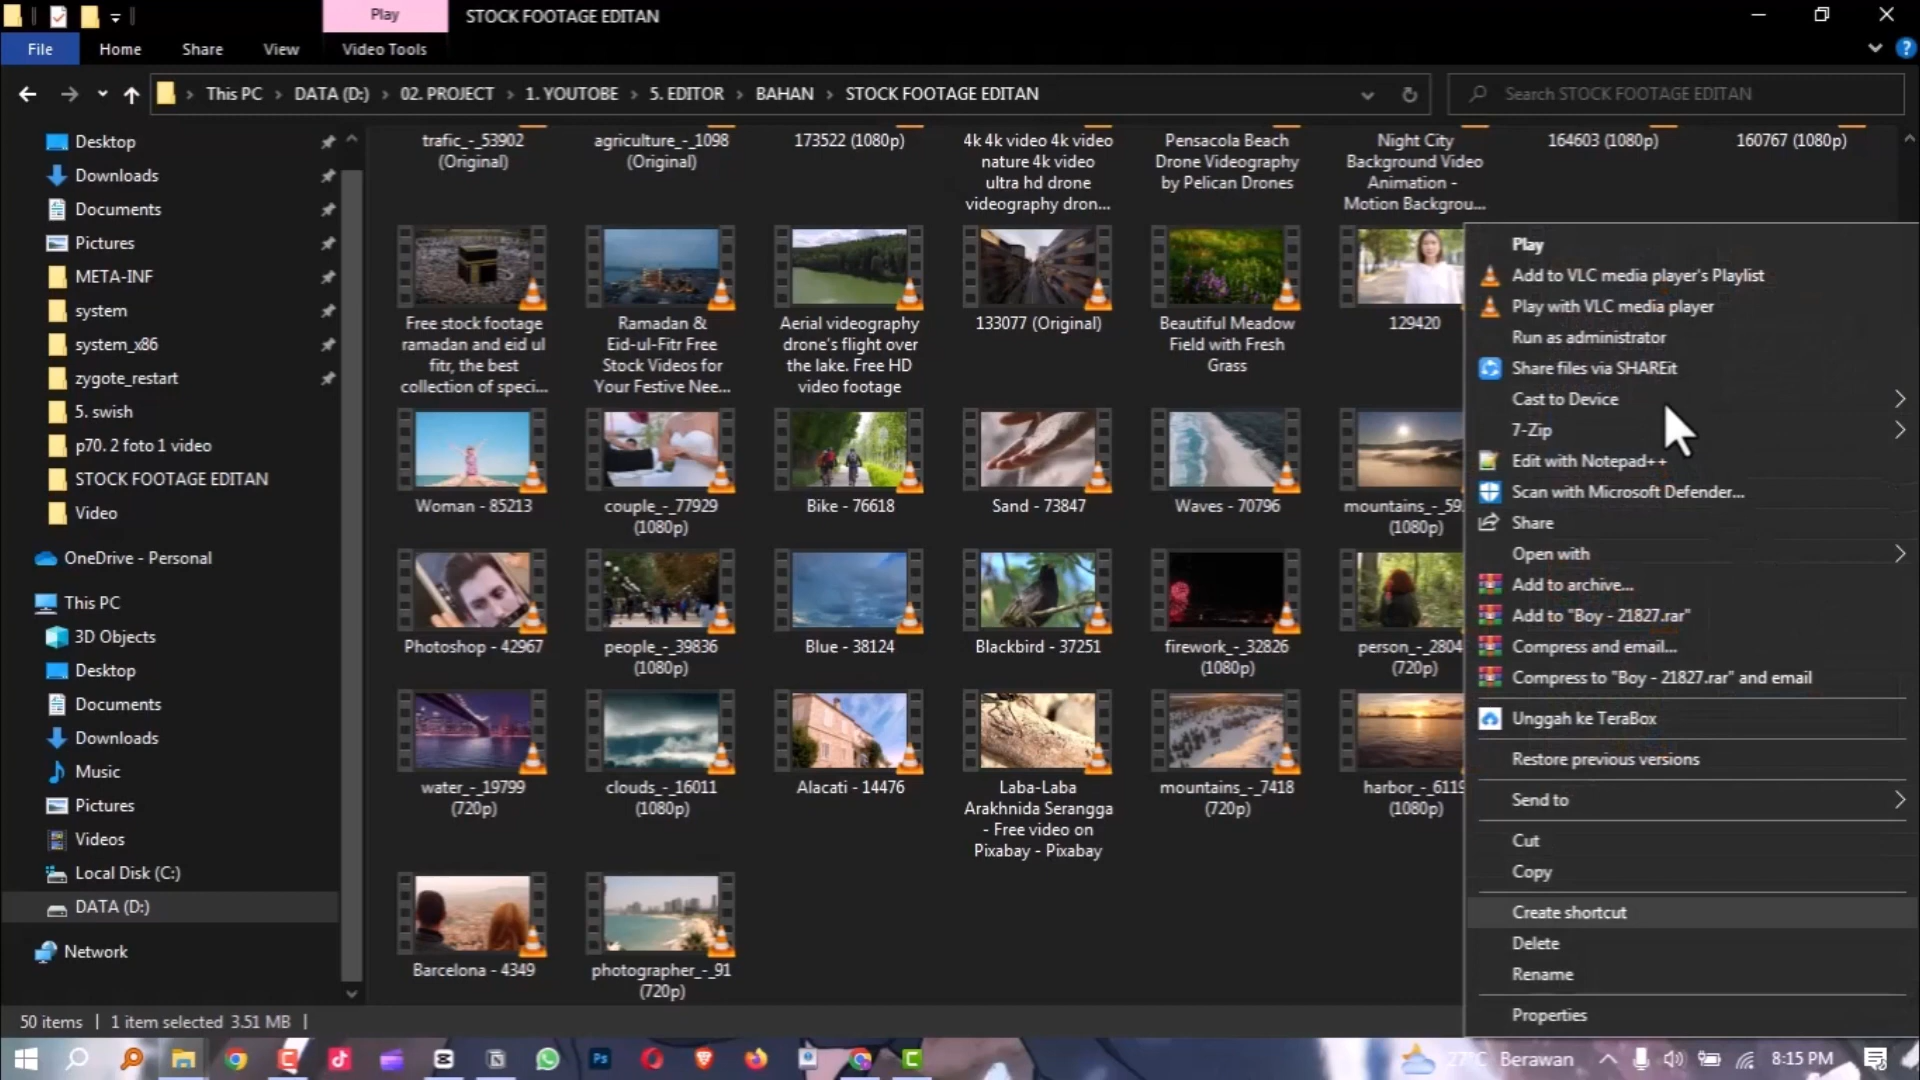 Play
STOCK FOOTAGE EDITAN
File
Home
Share
View
Video Tools
This PC
DATA (D:)
02. PROJECT
1. YOUTUBE
5. EDITOR
BAHAN
STOCK FOOTAGE EDITAN
Search STOCK FOOTAGE EDITAN
Desktop
Downloads
Documents
Pictures
META-INF
system
system_x86
zygote_restart
5. swish
p70. 2 foto 1 video
STOCK FOOTAGE EDITAN
Video
OneDrive - Personal
This PC
3D Objects
Desktop
Documents
Downloads
Music
Pictures
Videos
Local Disk (C:)
DATA (D:)
Network
trafic_-_53902
(Original)
agriculture_-_1098
(Original)
173522 (1080p)
4k 4k video 4k video
nature 4k video
ultra hd drone
videography dron...
Pensacola Beach
Drone Videography
by Pelican Drones
Night City
Background Video
Animation -
Motion Backgrou...
164603 (1080p)
160767 (1080p)
Free stock footage
ramadan and eid ul
fitr, the best
collection of speci...
Ramadan &
Eid-ul-Fitr Free
Stock Videos for
Your Festive Nee...
Aerial videography
drone's flight over
the lake. Free HD
video footage
133077 (Original)
Beautiful Meadow
Field with Fresh
Grass
129420
Woman - 85213
couple_-_77929
(1080p)
Bike - 76618
Sand - 73847
Waves - 70796
mountains_-_59
(1080p)
Photoshop - 42967
people_-_39836
(1080p)
Blue - 38124
Blackbird - 37251
firework_-_32826
(1080p)
person_-_2804
(720p)
water_-_19799
(720p)
clouds_-_16011
(1080p)
Alacati - 14476
Laba-Laba
Arakhnida Serangga
- Free video on
Pixabay - Pixabay
mountains_-_7418
(720p)
harbor_-_6119
(1080p)
Barcelona - 4349
photographer_-_91
(720p)
Play
Add to VLC media player's Playlist
Play with VLC media player
Run as administrator
Share files via SHAREit
Cast to Device
7-Zip
Edit with Notepad++
Scan with Microsoft Defender...
Share
Open with
Add to archive...
Add to "Boy - 21827.rar"
Compress and email...
Compress to "Boy - 21827.rar" and email
Unggah ke TeraBox
Restore previous versions
Send to
Cut
Copy
Create shortcut
Delete
Rename
Properties
50 items
1 item selected 3.51 MB
Ps
27°C Berawan
8:15 PM